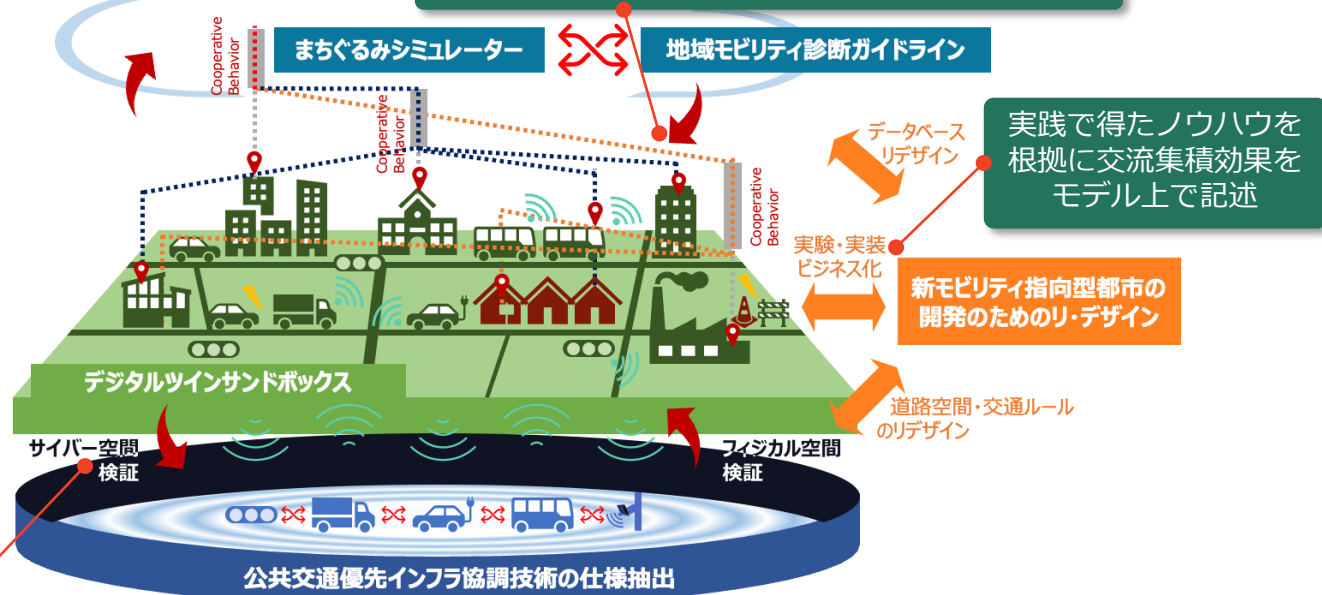 Cooperative
Behavior
まちぐるみシミュレーター
地域モビリティ診断ガイドライン
Cooperative
Behavior
Cooperative
Behavior
データベース
リデザイン
実践で得たノウハウを
根拠に交流集積効果を
モデル上で記述
実験・実装
ビジネス化
新モビリティ指向型都市の
開発のためのリ・デザイン
デジタルツインサンドボックス
道路空間・交通ルール
のリデザイン
サイバー空間
検証
フィジカル空間
検証
公共交通優先インフラ協調技術の仕様抽出